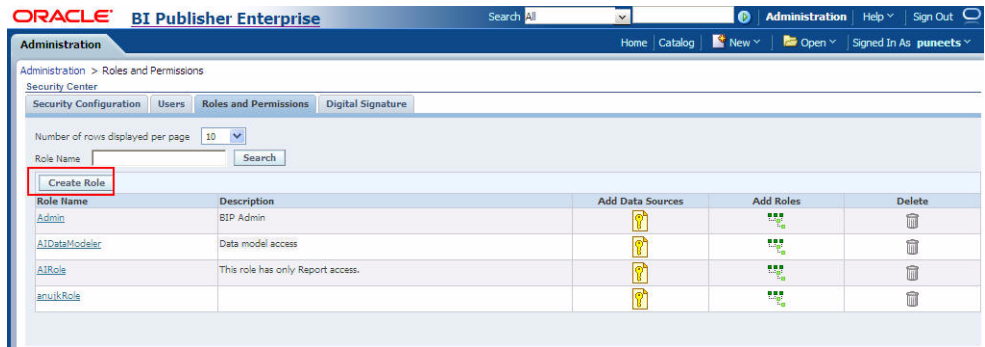 ORACLE BI Publisher Enterprise Search All Administration Help Sign Out
Administration Home Catalog New Open Signed In As puneets
Administration > Roles and Permissions
Security Center
Security Configuration Users Roles and Permissions Digital Signature
Number of rows displayed per page 10
Role Name Search
Create Role
Role Name Description Add Data Sources Add Roles Delete
Admin BIP Admin
AIDataModeler Data model access
AIRole This role has only Report access.
anujkRole